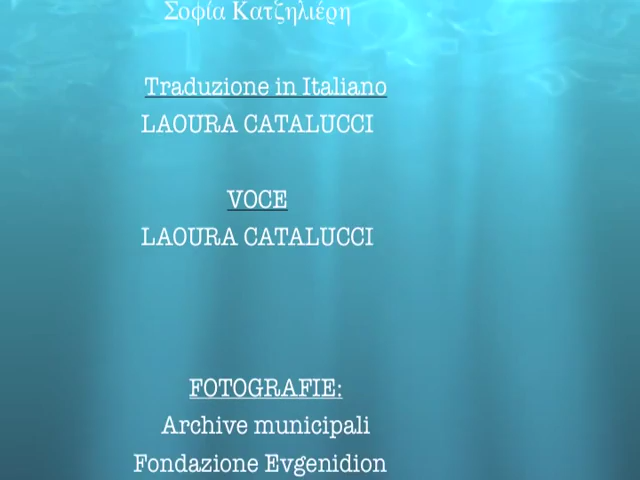 Σοφία Κατζηλιέρη
Traduzione in Italiano
LAOURA CATALUCCI
VOCE
LAOURA CATALUCCI
FOTOGRAFIE:
Archive municipali
Fondazione Evgenidion